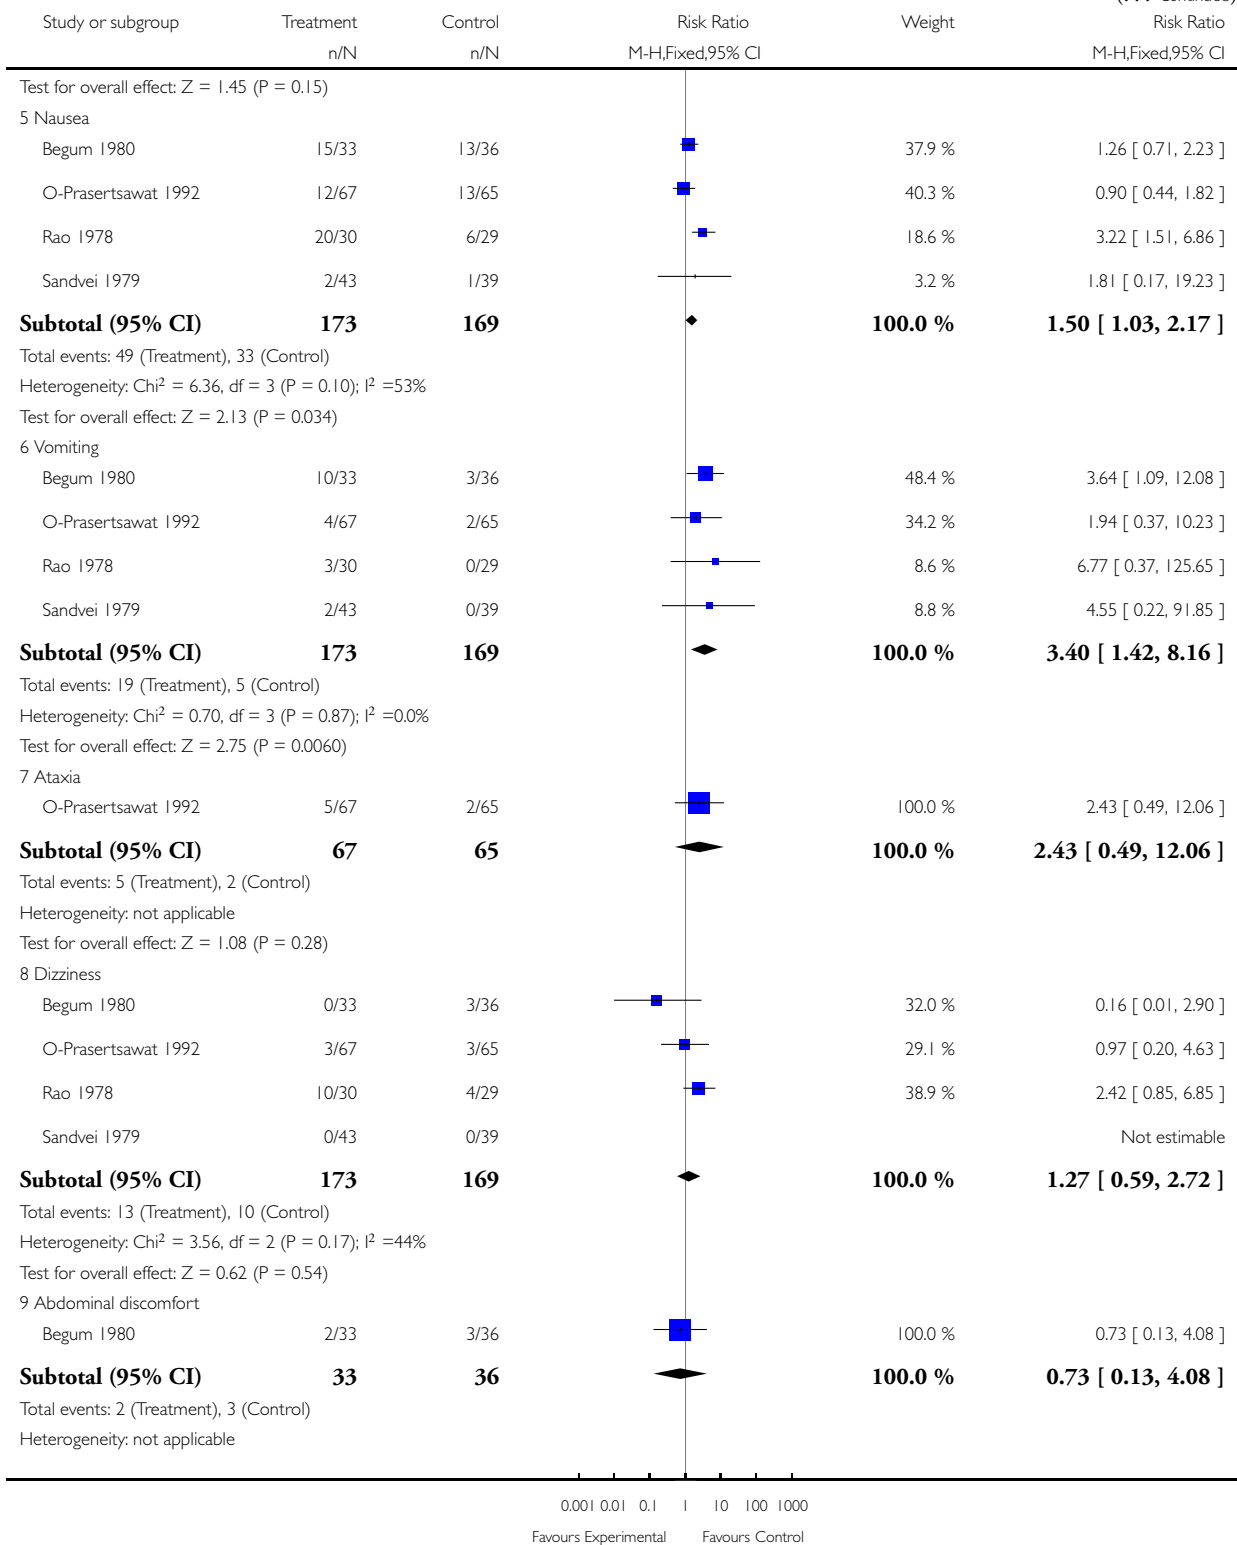 (... Continued)
Study or subgroup Treatment Control Risk Ratio Weight Risk Ratio
n/N n/N M-H,Fixed,95% CI M-H,Fixed,95% CI
Test for overall effect: Z = 1.45 (P = 0.15)
5 Nausea
Begum 1980 15/33 13/36 37.9 % 1.26 [ 0.71, 2.23 ]
O-Prasertsawat 1992 12/67 13/65 40.3 % 0.90 [ 0.44, 1.82 ]
Rao 1978 20/30 6/29 18.6 % 3.22 [ 1.51, 6.86 ]
Sandvei 1979 2/43 1/39 3.2 % 1.81 [ 0.17, 19.23 ]
Subtotal (95% CI) 173 169 100.0 % 1.50 [ 1.03, 2.17 ]
Total events: 49 (Treatment), 33 (Control)
Heterogeneity: Chi² = 6.36, df = 3 (P = 0.10); I² =53%
Test for overall effect: Z = 2.13 (P = 0.034)
6 Vomiting
Begum 1980 10/33 3/36 48.4 % 3.64 [ 1.09, 12.08 ]
O-Prasertsawat 1992 4/67 2/65 34.2 % 1.94 [ 0.37, 10.23 ]
Rao 1978 3/30 0/29 8.6 % 6.77 [ 0.37, 125.65 ]
Sandvei 1979 2/43 0/39 8.8 % 4.55 [ 0.22, 91.85 ]
Subtotal (95% CI) 173 169 100.0 % 3.40 [ 1.42, 8.16 ]
Total events: 19 (Treatment), 5 (Control)
Heterogeneity: Chi² = 0.70, df = 3 (P = 0.87); I² =0.0%
Test for overall effect: Z = 2.75 (P = 0.0060)
7 Ataxia
O-Prasertsawat 1992 5/67 2/65 100.0 % 2.43 [ 0.49, 12.06 ]
Subtotal (95% CI) 67 65 100.0 % 2.43 [ 0.49, 12.06 ]
Total events: 5 (Treatment), 2 (Control)
Heterogeneity: not applicable
Test for overall effect: Z = 1.08 (P = 0.28)
8 Dizziness
Begum 1980 0/33 3/36 32.0 % 0.16 [ 0.01, 2.90 ]
O-Prasertsawat 1992 3/67 3/65 29.1 % 0.97 [ 0.20, 4.63 ]
Rao 1978 10/30 4/29 38.9 % 2.42 [ 0.85, 6.85 ]
Sandvei 1979 0/43 0/39 Not estimable
Subtotal (95% CI) 173 169 100.0 % 1.27 [ 0.59, 2.72 ]
Total events: 13 (Treatment), 10 (Control)
Heterogeneity: Chi² = 3.56, df = 2 (P = 0.17); I² =44%
Test for overall effect: Z = 0.62 (P = 0.54)
9 Abdominal discomfort
Begum 1980 2/33 3/36 100.0 % 0.73 [ 0.13, 4.08 ]
Subtotal (95% CI) 33 36 100.0 % 0.73 [ 0.13, 4.08 ]
Total events: 2 (Treatment), 3 (Control)
Heterogeneity: not applicable
0.001 0.01 0.1 1 10 100 1000
Favours Experimental Favours Control